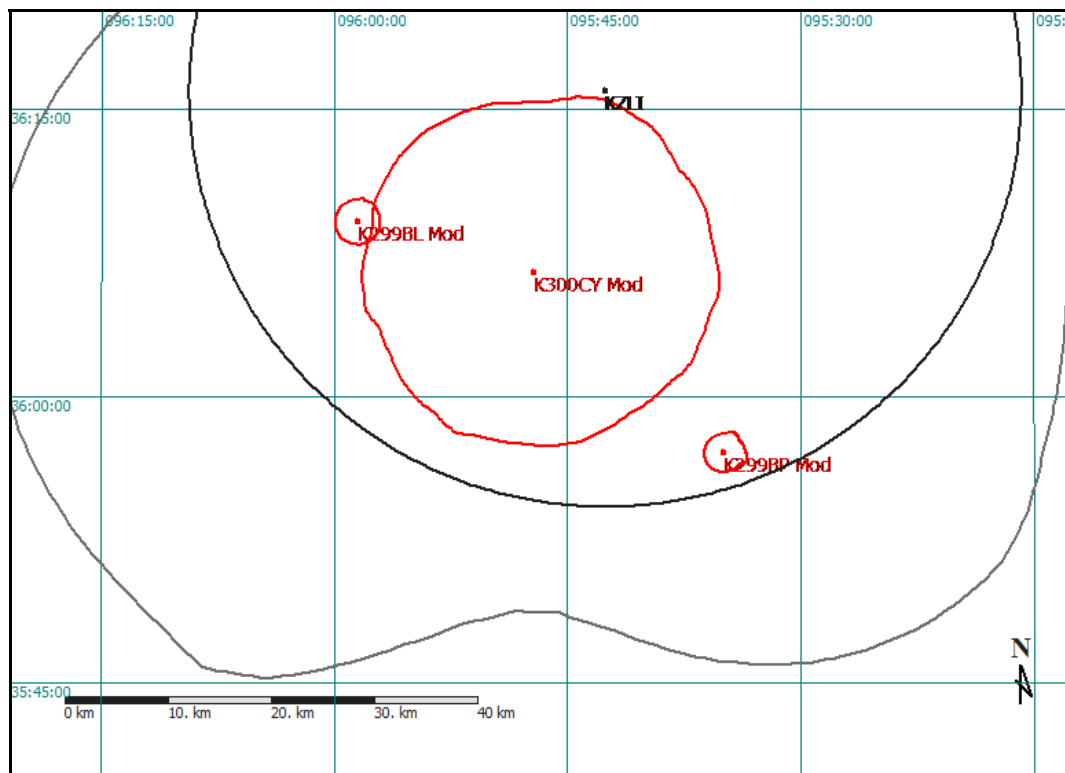 096:15:00
096:00:00
095:45:00
095:30:00
095:
36:15:00
KZLI
K299BL Mod
K300CY Mod
36:00:00
K299BP Mod
N
35:45:00
0 km
10. km
20. km
30. km
40 km